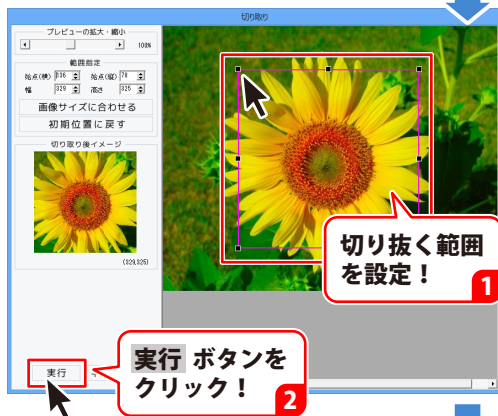 切り取り
プレビューの拡大・縮小
100%
範囲指定
始点(横) 136 始点(縦) 78
幅 329 高さ 325
画像サイズに合わせる
初期位置に戻す
切り取り後イメージ
(329,325)
切り抜く範囲
を設定！
1
実行
実行 ボタンを
クリック！
2